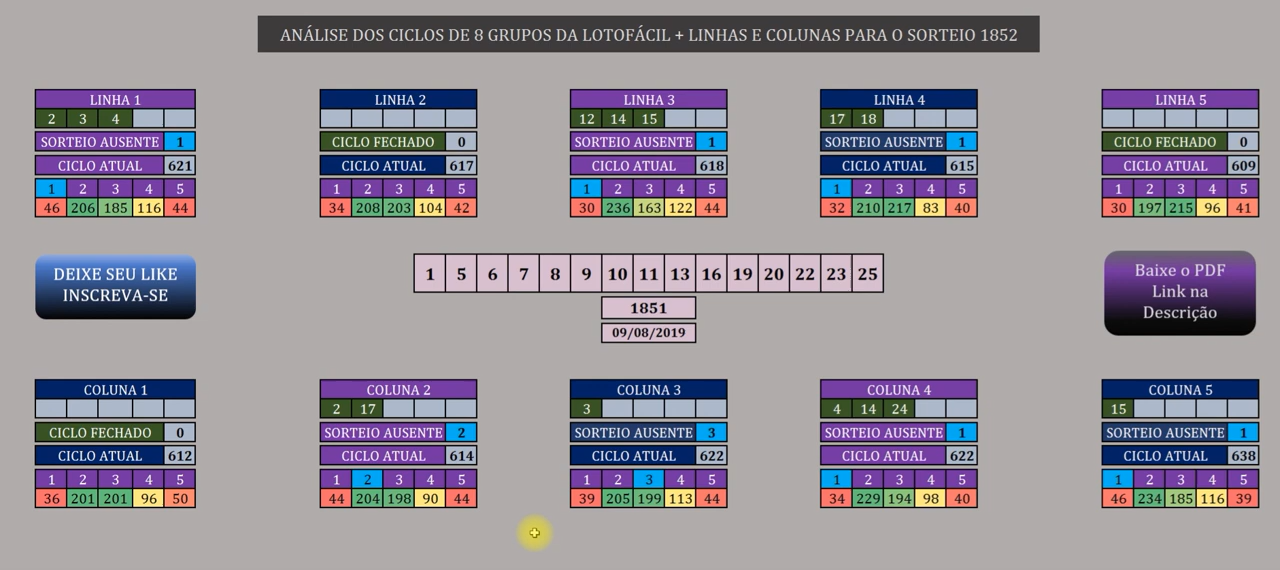 ANÁLISE DOS CICLOS DE 8 GRUPOS DA LOTOFÁCIL + LINHAS E COLUNAS PARA O SORTEIO 1852
LINHA 1
2 3 4
SORTEIO AUSENTE 1
CICLO ATUAL 621
1 2 3 4 5
46 206 185 116 44
LINHA 2
CICLO FECHADO 0
CICLO ATUAL 617
1 2 3 4 5
34 208 203 104 42
LINHA 3
12 14 15
SORTEIO AUSENTE 1
CICLO ATUAL 618
1 2 3 4 5
30 236 163 122 44
LINHA 4
17 18
SORTEIO AUSENTE 1
CICLO ATUAL 615
1 2 3 4 5
32 210 217 83 40
LINHA 5
CICLO FECHADO 0
CICLO ATUAL 609
1 2 3 4 5
30 197 215 96 41
DEIXE SEU LIKE
INSCREVA-SE
1 5 6 7 8 9 10 11 13 16 19 20 22 23 25
1851
09/08/2019
Baixe o PDF
Link na
Descrição
COLUNA 1
CICLO FECHADO 0
CICLO ATUAL 612
1 2 3 4 5
36 201 201 96 50
COLUNA 2
2 17
SORTEIO AUSENTE 2
CICLO ATUAL 614
1 2 3 4 5
44 204 198 90 44
COLUNA 3
3
SORTEIO AUSENTE 3
CICLO ATUAL 622
1 2 3 4 5
39 205 199 113 44
COLUNA 4
4 14 24
SORTEIO AUSENTE 1
CICLO ATUAL 622
1 2 3 4 5
34 229 194 98 40
COLUNA 5
15
SORTEIO AUSENTE 1
CICLO ATUAL 638
1 2 3 4 5
46 234 185 116 39